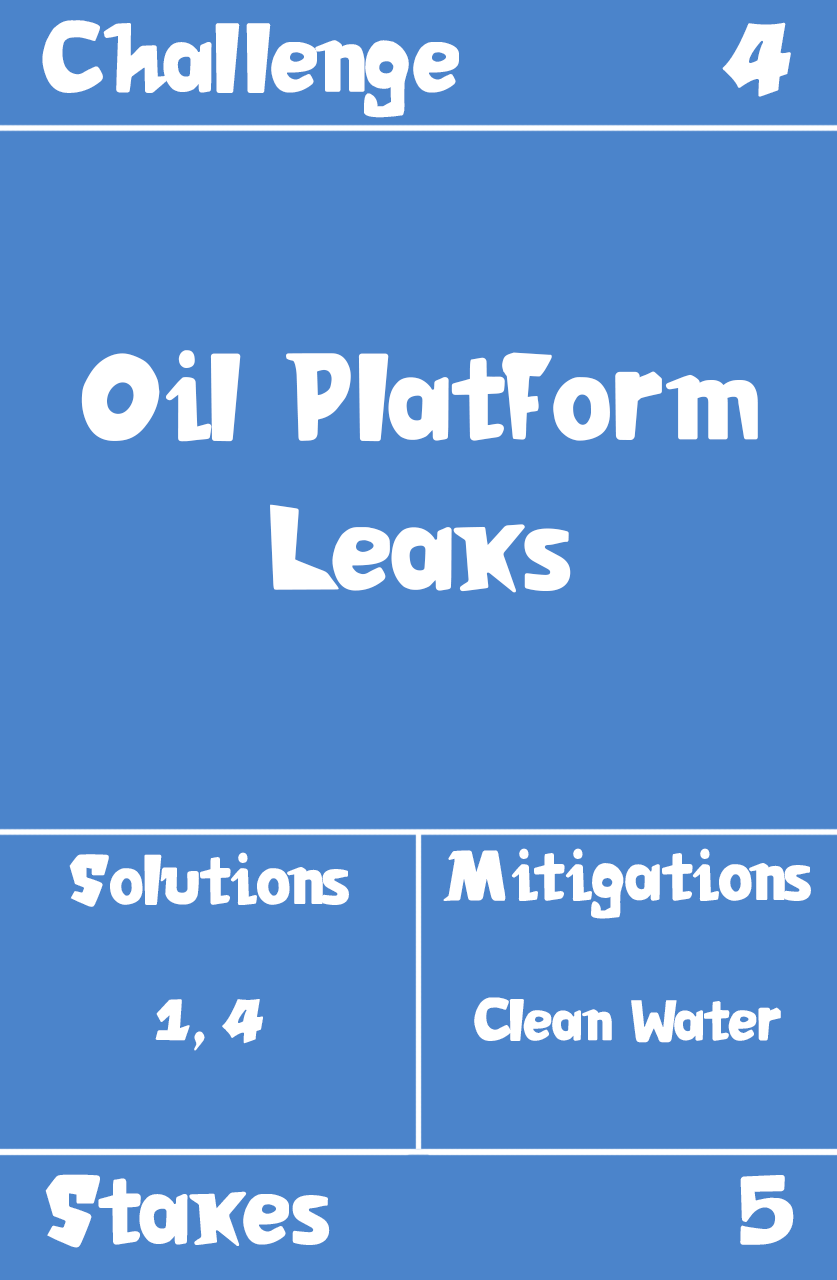 Challenge 4
Oil Platform
Leaks
Solutions
1, 4
Mitigations
Clean Water
Stakes 5